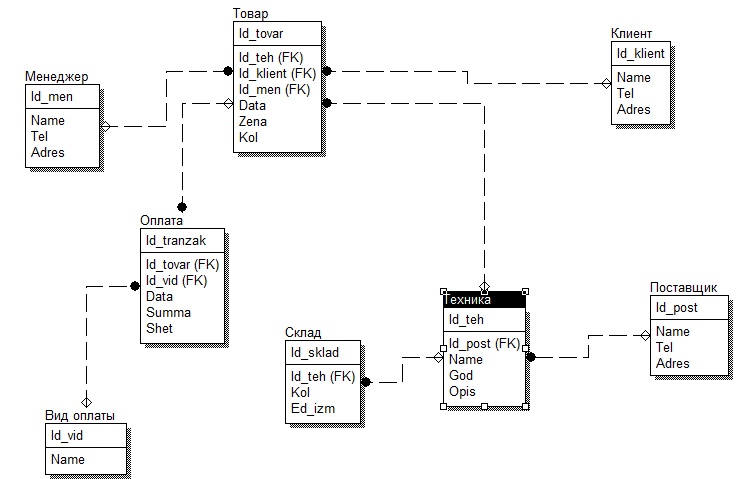 Товар
Id_tovar
Id_teh (FK)
Id_klient (FK)
Id_men (FK)
Data
Zena
Kol
Клиент
Id_klient
Name
Tel
Adres
Менеджер
Id_men
Name
Tel
Adres
Оплата
Id_tranzak
Id_tovar (FK)
Id_vid (FK)
Data
Summa
Shet
Техника
Id_teh
Id_post (FK)
Name
God
Opis
Поставщик
Id_post
Name
Tel
Adres
Склад
Id_sklad
Id_teh (FK)
Kol
Ed_izm
Вид оплаты
Id_vid
Name